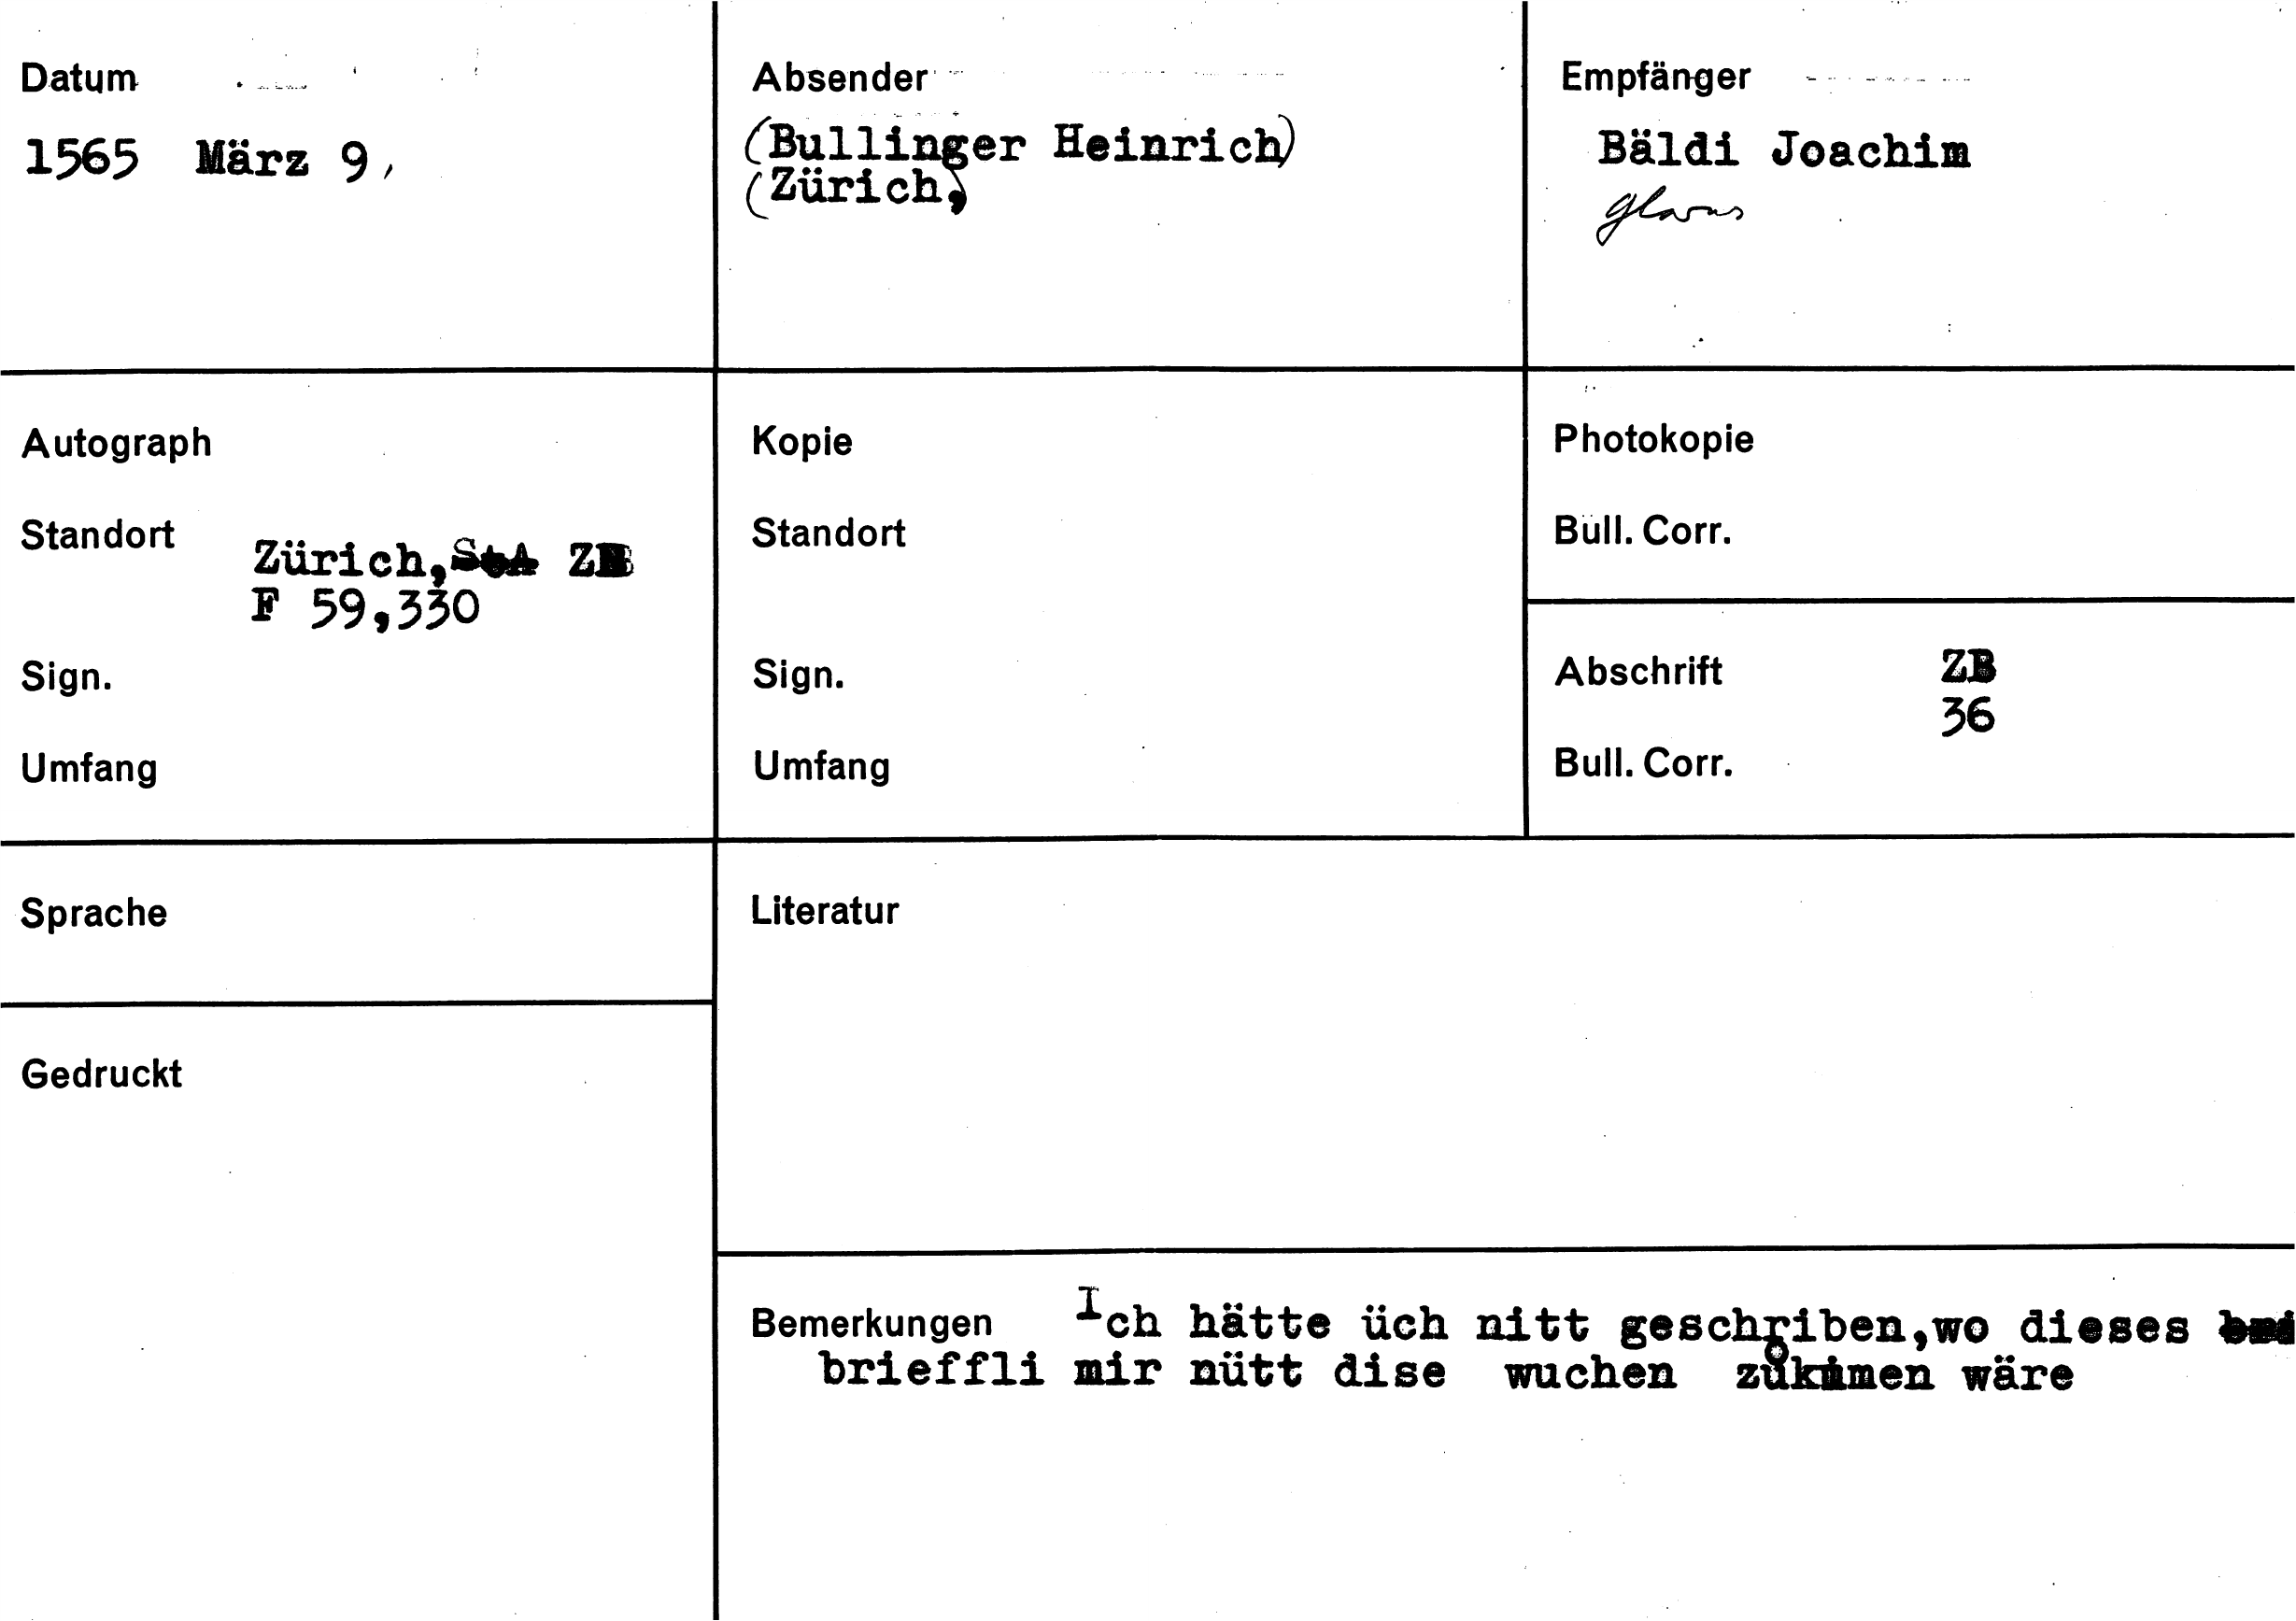 Datum
1565 März 9,
Absender
(Bullinger Heinrich)
(Zürich)
Empfänger
Bäldi Joachim
Glarus
Autograph
Standort
Zürich, StA ZB
F 59,330
Sign.
Umfang
Kopie
Standort
Sign.
Umfang
Photokopie
Bull. Corr.
Abschrift ZB
36
Bull. Corr.
Sprache
Gedruckt
Literatur
Bemerkungen Ich hätte üch nitt geschriben,wo dieses
brieffli mir nütt dise wuchen zůkumen wäre